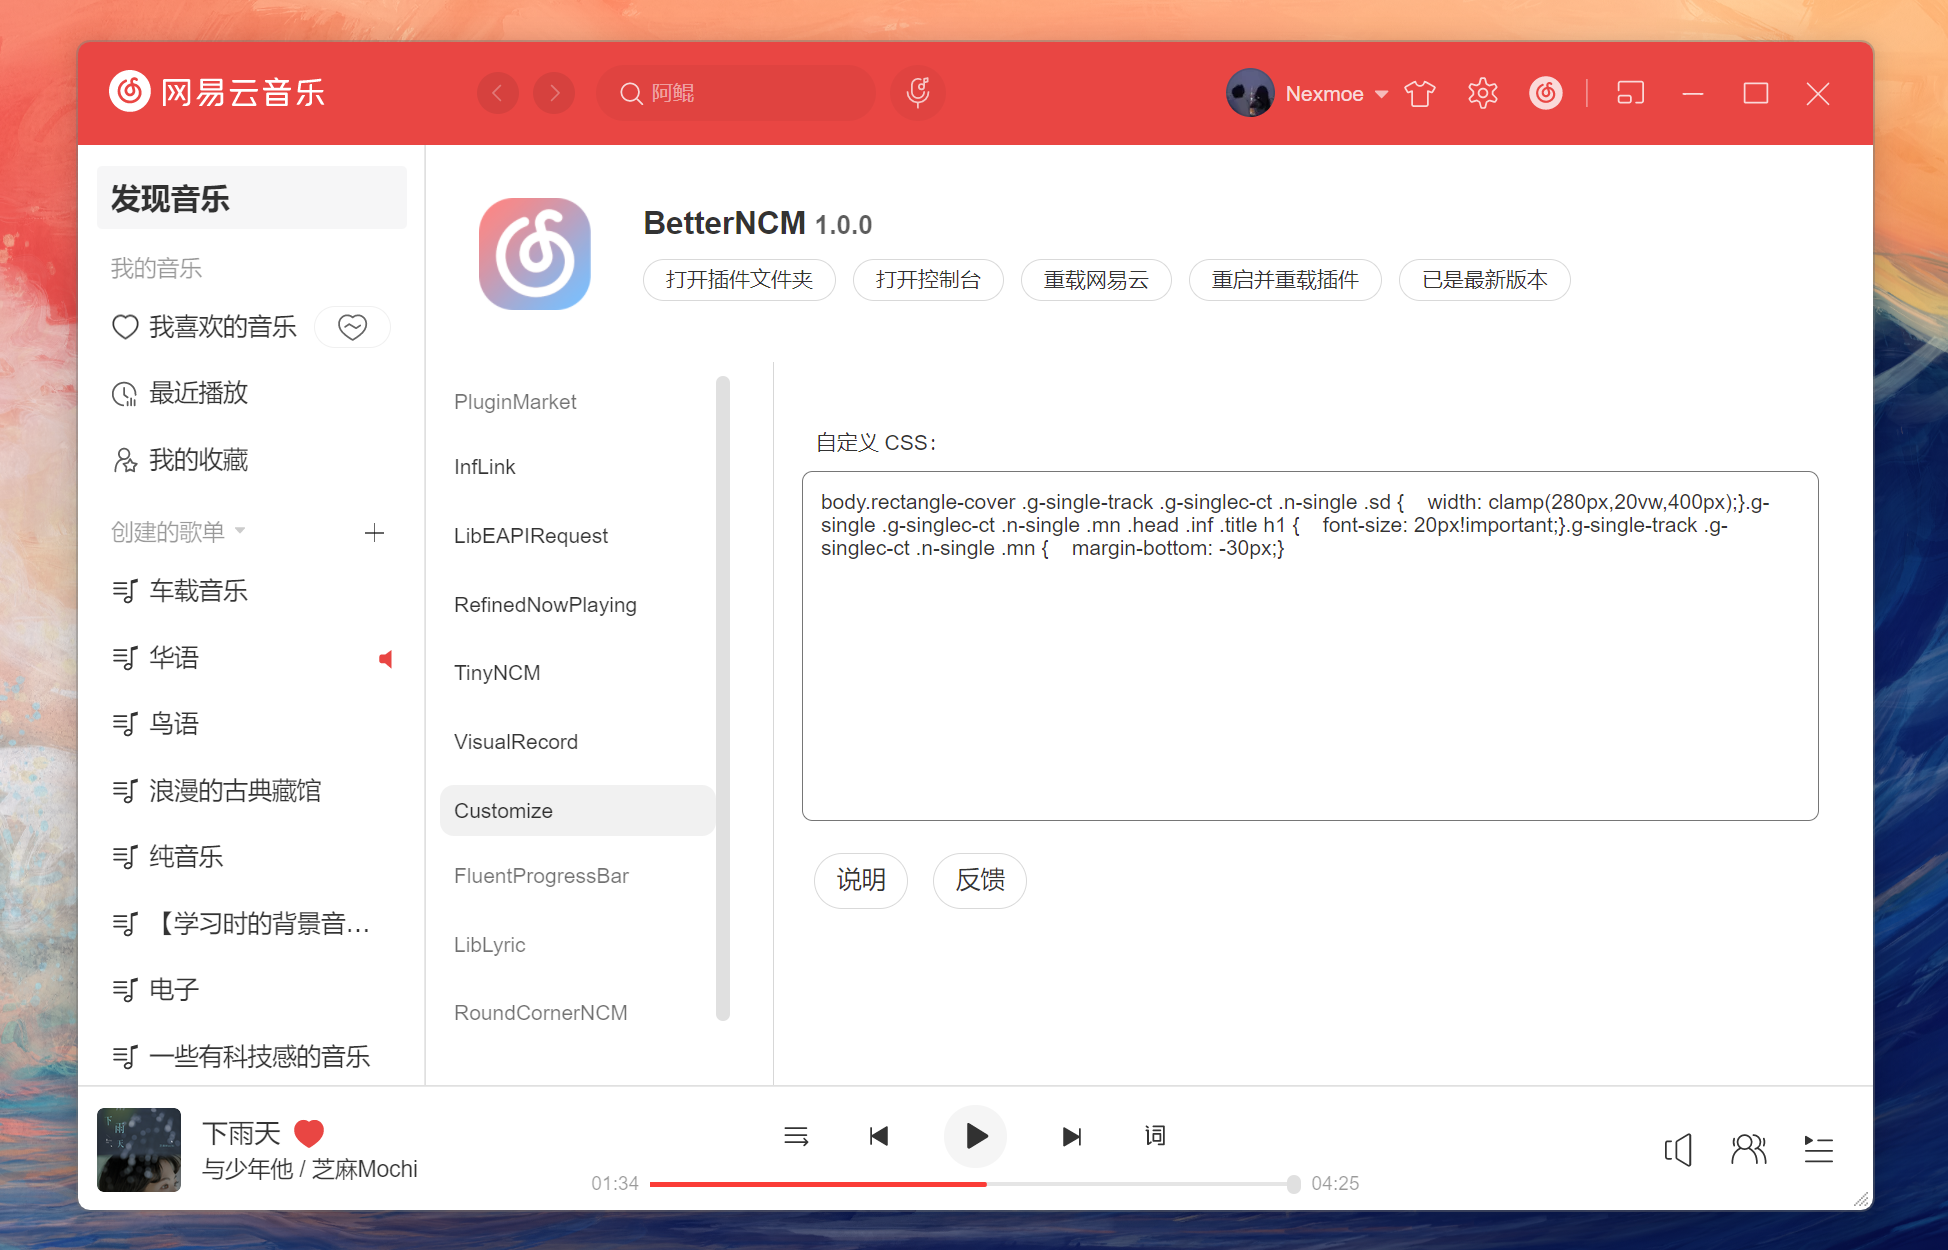 网易云音乐
阿鲲
Nexmoe
发现音乐
我的音乐
我喜欢的音乐
最近播放
我的收藏
创建的歌单
车载音乐
华语
鸟语
浪漫的古典藏馆
纯音乐
【学习时的背景音...
电子
一些有科技感的音乐
BetterNCM 1.0.0
打开插件文件夹
打开控制台
重载网易云
重启并重载插件
已是最新版本
PluginMarket
InfLink
LibEAPIRequest
RefinedNowPlaying
TinyNCM
VisualRecord
Customize
FluentProgressBar
LibLyric
RoundCornerNCM
自定义 CSS：
body.rectangle-cover .g-single-track .g-singlec-ct .n-single .sd {    width: clamp(280px,20vw,400px);}.g-
single .g-singlec-ct .n-single .mn .head .inf .title h1 {    font-size: 20px!important;}.g-single-track .g-
singlec-ct .n-single .mn {    margin-bottom: -30px;}
说明
反馈
下雨天
下雨天
与少年他 / 芝麻Mochi
词
01:34
04:25